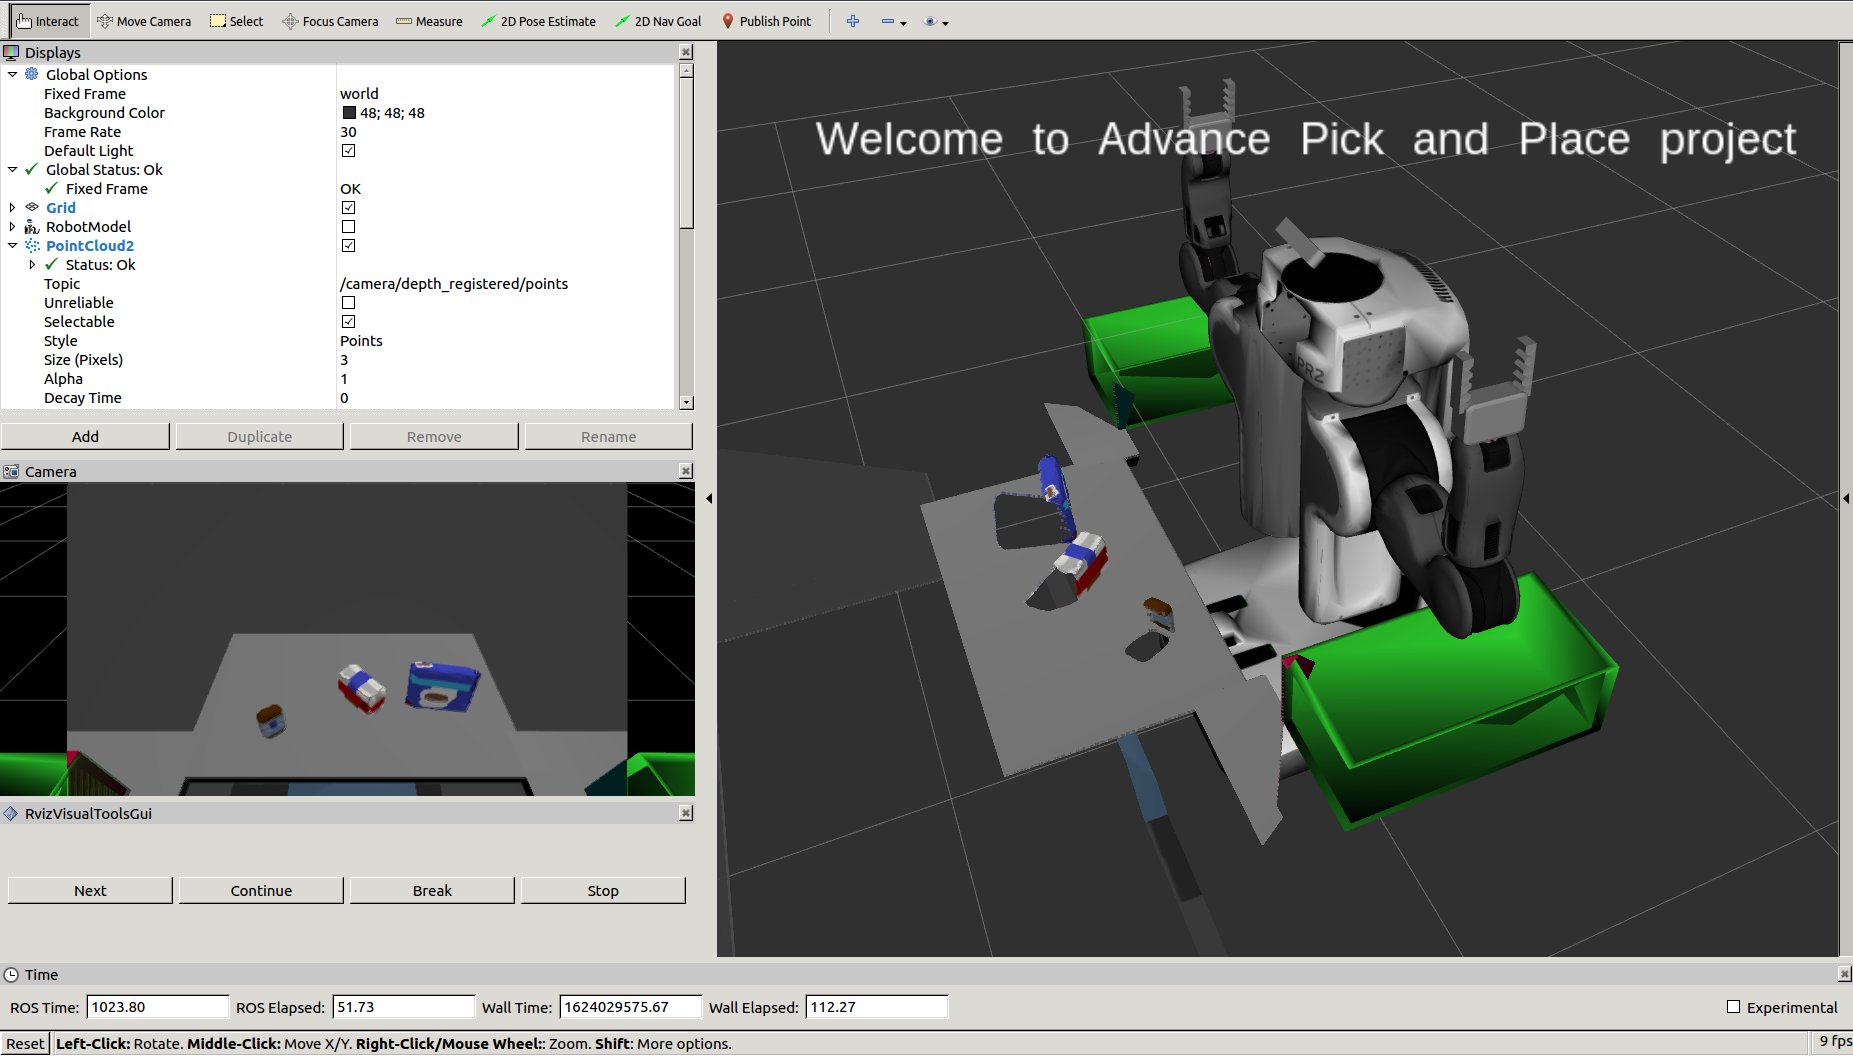 Interact Move Camera Select Focus Camera Measure 2D Pose Estimate 2D Nav Goal Publish Point
Displays
Global Options
Fixed Frame world
Background Color 48; 48; 48
Frame Rate 30
Default Light
Global Status: Ok
Fixed Frame OK
Grid
RobotModel
PointCloud2
Status: Ok
Topic /camera/depth_registered/points
Unreliable
Selectable
Style Points
Size (Pixels) 3
Alpha 1
Decay Time 0
Add Duplicate Remove Rename
Camera
RvizVisualToolsGui
Next Continue Break Stop
Welcome to Advance Pick and Place project
PR2
Time
ROS Time: 1023.80 ROS Elapsed: 51.73 Wall Time: 1624029575.67 Wall Elapsed: 112.27 Experimental
Reset Left-Click: Rotate. Middle-Click: Move X/Y. Right-Click/Mouse Wheel:: Zoom. Shift: More options. 9 fps